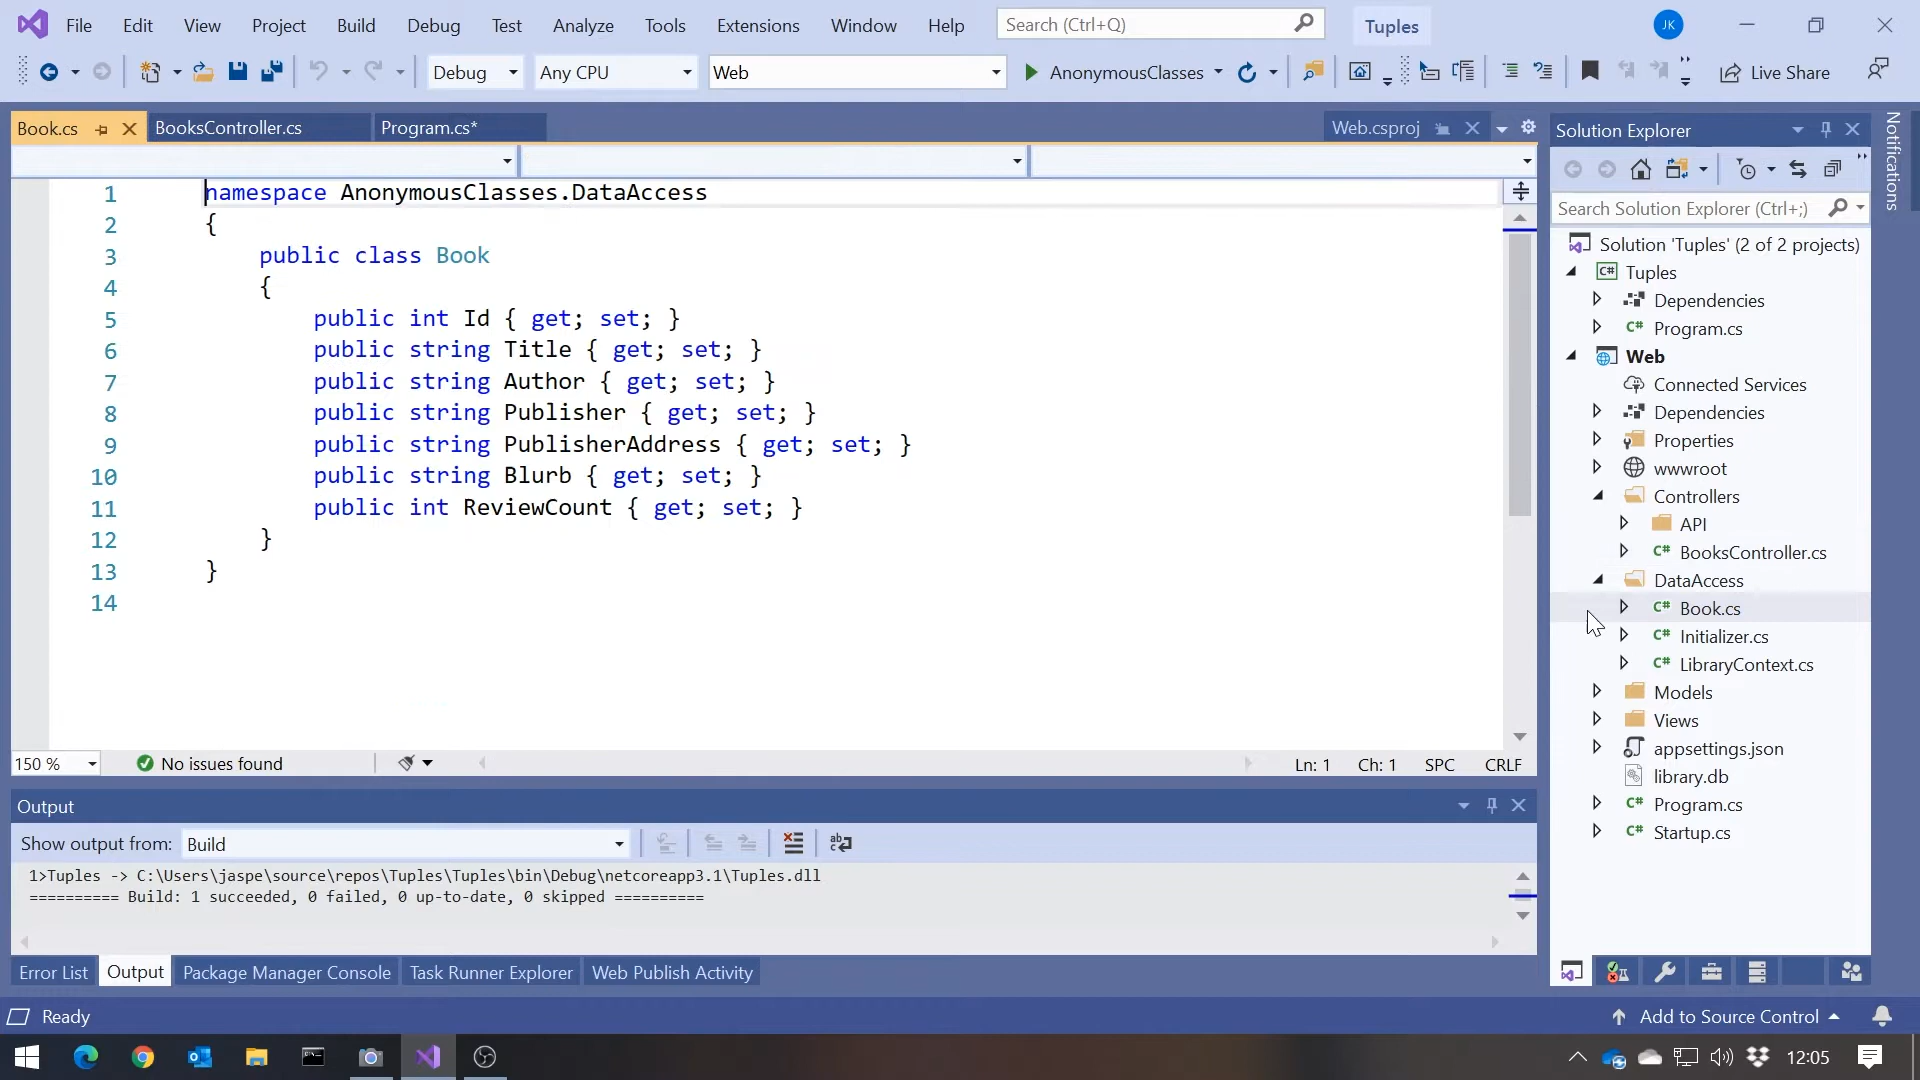 File Edit View Project Build Debug Test Analyze Tools Extensions Window Help Search (Ctrl+Q) Tuples JK
Debug Any CPU Web AnonymousClasses Live Share
Book.cs BooksController.cs Program.cs* Web.csproj
1 namespace AnonymousClasses.DataAccess
2 {
3 public class Book
4 {
5 public int Id { get; set; }
6 public string Title { get; set; }
7 public string Author { get; set; }
8 public string Publisher { get; set; }
9 public string PublisherAddress { get; set; }
10 public string Blurb { get; set; }
11 public int ReviewCount { get; set; }
12 }
13 }
14
150 % No issues found Ln: 1 Ch: 1 SPC CRLF
Output
Show output from: Build
1>Tuples -> C:\Users\jaspe\source\repos\Tuples\Tuples\bin\Debug\netcoreapp3.1\Tuples.dll
========== Build: 1 succeeded, 0 failed, 0 up-to-date, 0 skipped ==========
Error List Output Package Manager Console Task Runner Explorer Web Publish Activity
Solution Explorer
Search Solution Explorer (Ctrl+;)
Solution 'Tuples' (2 of 2 projects)
C# Tuples
Dependencies
C# Program.cs
Web
Connected Services
Dependencies
Properties
wwwroot
Controllers
API
C# BooksController.cs
DataAccess
C# Book.cs
C# Initializer.cs
C# LibraryContext.cs
Models
Views
appsettings.json
library.db
C# Program.cs
C# Startup.cs
Notifications
Ready Add to Source Control
12:05